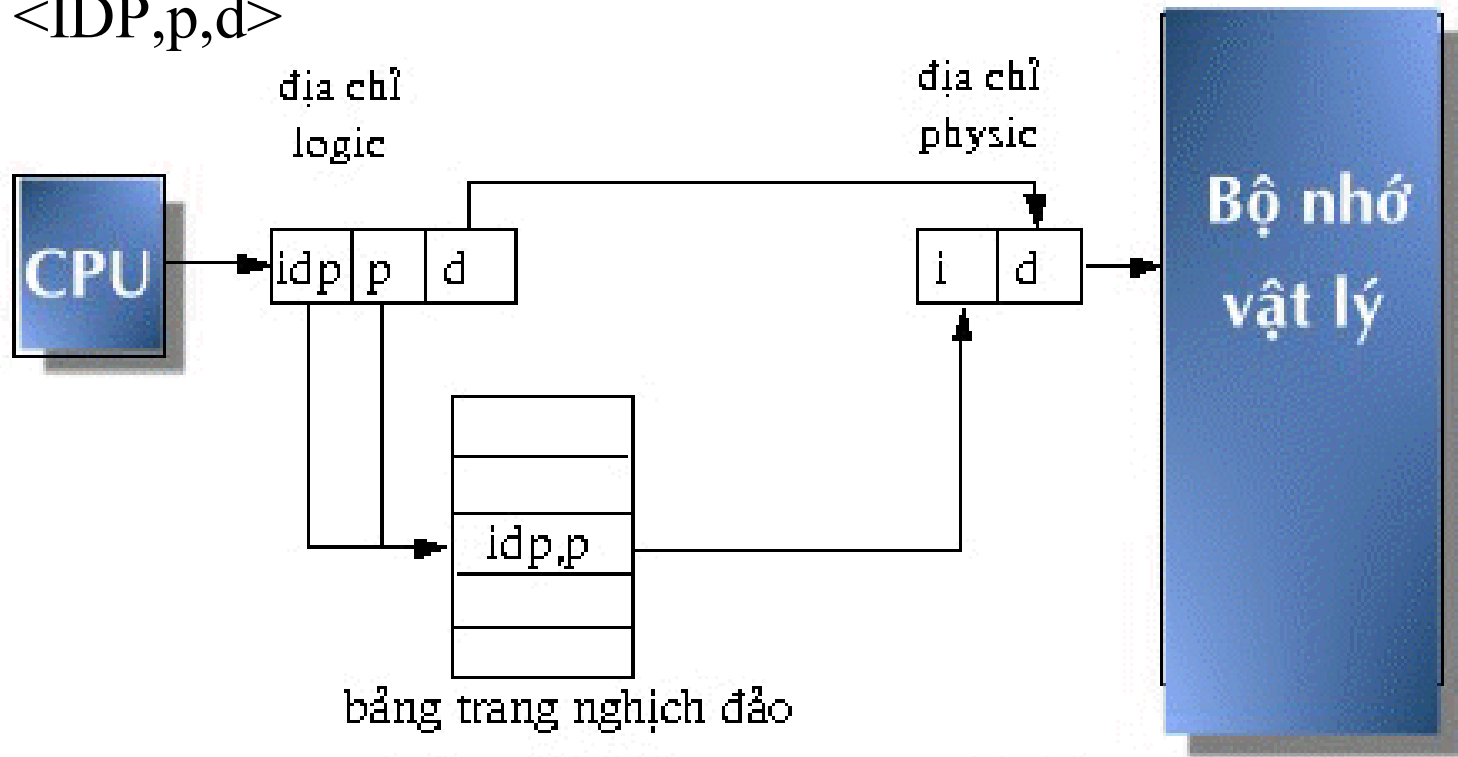 <IDP,p,d>
địa chỉ
logic
địa chỉ
physic
CPU
idp p d
i d
Bộ nhớ
vật lý
idp,p
bảng trang nghịch đảo